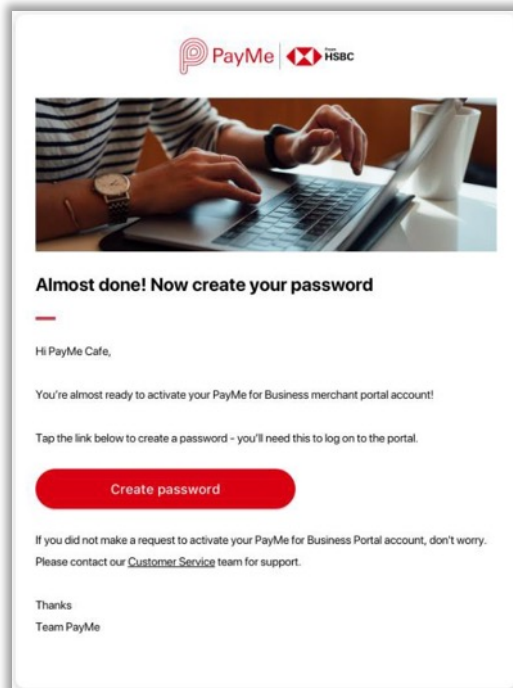 PayMe
From
HSBC
Almost done! Now create your password
Hi PayMe Cafe,
You're almost ready to activate your PayMe for Business merchant portal account!
Tap the link below to create a password - you'll need this to log on to the portal.
Create password
If you did not make a request to activate your PayMe for Business Portal account, don't worry.
Please contact our Customer Service team for support.
Thanks
Team PayMe